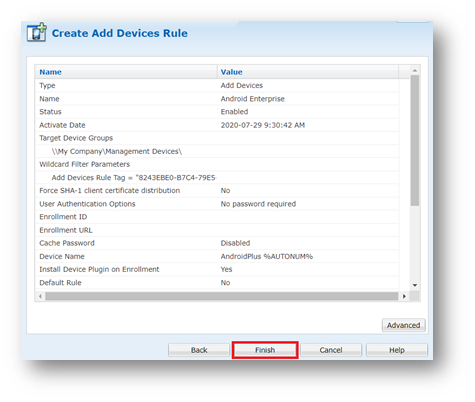 Create Add Devices Rule
Name Value
Type Add Devices
Name Android Enterprise
Status Enabled
Activate Date 2020-07-29 9:30:42 AM
Target Device Groups
\\My Company\Management Devices\
Wildcard Filter Parameters
Add Devices Rule Tag = "8243EBE0-B7C4-79E5-
Force SHA-1 client certificate distribution No
User Authentication Options No password required
Enrollment ID
Enrollment URL
Cache Password Disabled
Device Name AndroidPlus %AUTONUM%
Install Device Plugin on Enrollment Yes
Default Rule No
Advanced
Back Finish Cancel Help